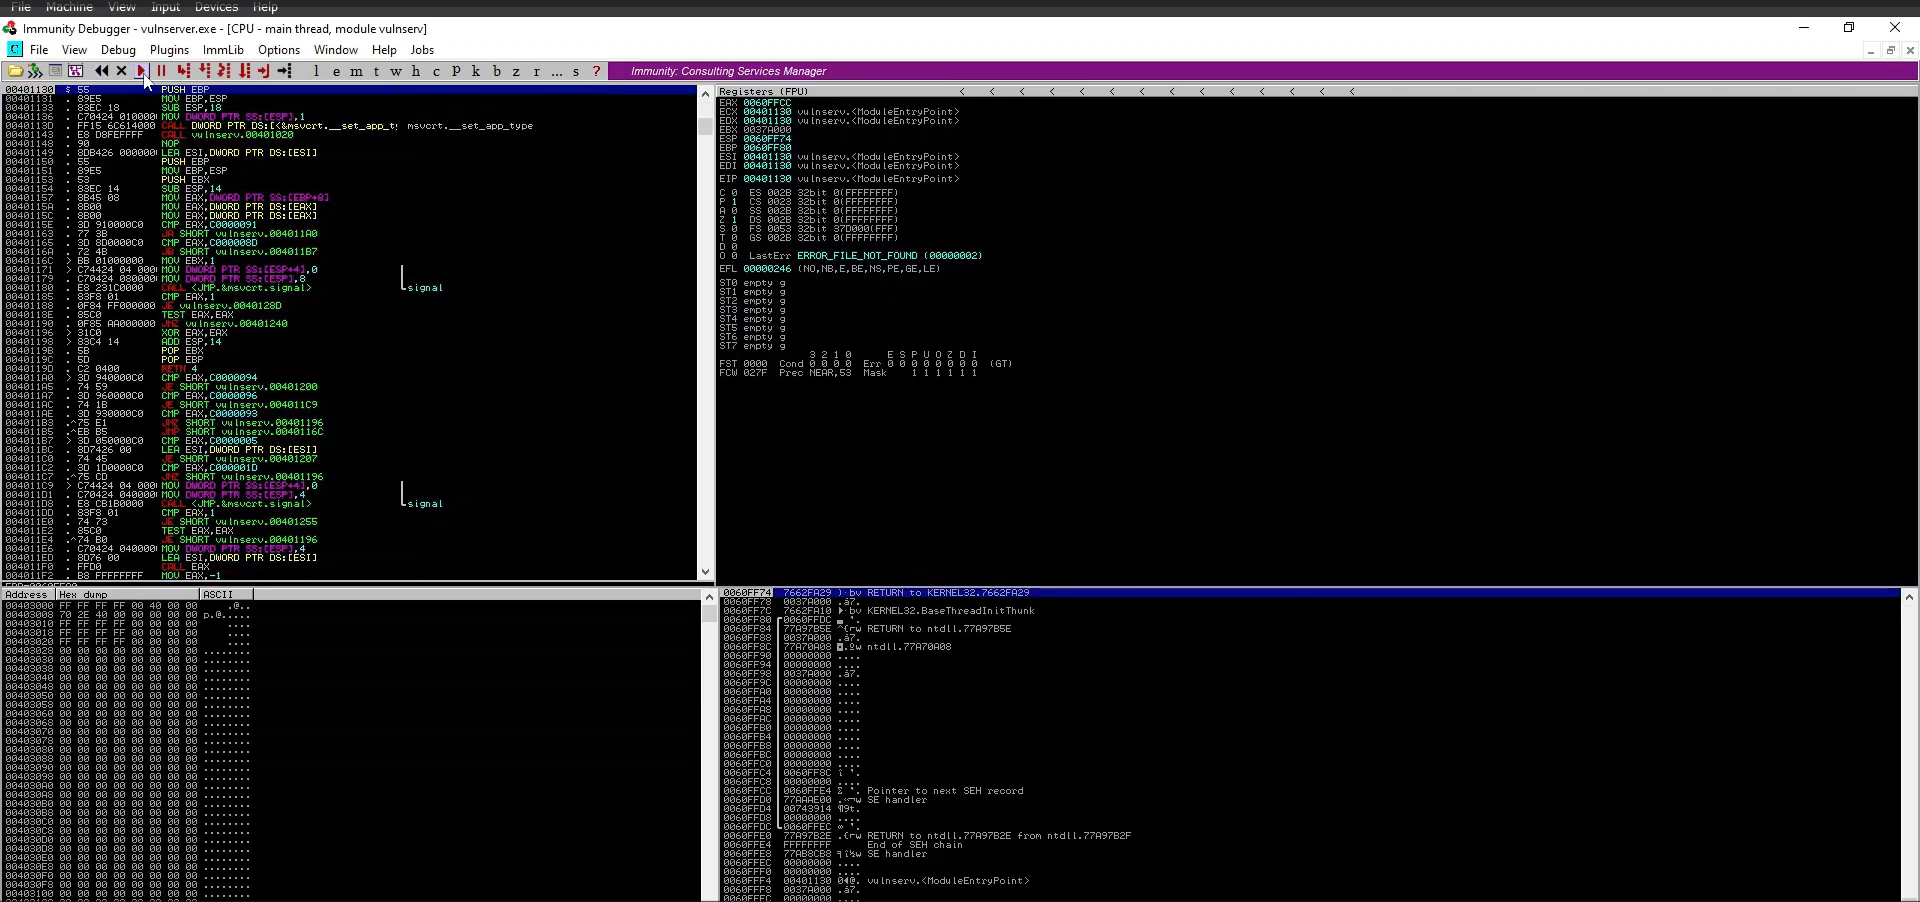 File Machine View Input Devices Help
Immunity Debugger - vulnserver.exe - [CPU - main thread, module vulnserv]
C File View Debug Plugins ImmLib Options Window Help Jobs
l e m t w h c P k b z r ... s ? Immunity: Consulting Services Manager
00401130 $ 55 PUSH EBP
00401131 . 89E5 MOV EBP,ESP
00401133 . 83EC 18 SUB ESP,18
00401136 . C70424 010000 MOV DWORD PTR SS:[ESP],1
0040113D . FF15 6C614000 CALL DWORD PTR DS:[<&msvcrt.__set_app_t msvcrt.__set_app_type
00401143 . E8 D8FEFFFF CALL vulnserv.00401020
00401148 . 90 NOP
00401149 . 8DB426 000000 LEA ESI,DWORD PTR DS:[ESI]
00401150 . 55 PUSH EBP
00401151 . 89E5 MOV EBP,ESP
00401153 . 53 PUSH EBX
00401154 . 83EC 14 SUB ESP,14
00401157 . 8B45 08 MOV EAX,DWORD PTR SS:[EBP+8]
0040115A . 8B00 MOV EAX,DWORD PTR DS:[EAX]
0040115C . 8B00 MOV EAX,DWORD PTR DS:[EAX]
0040115E . 3D 910000C0 CMP EAX,C0000091
00401163 . 77 3B JA SHORT vulnserv.004011A0
00401165 . 3D 8D0000C0 CMP EAX,C000008D
0040116A . 72 4B JB SHORT vulnserv.004011B7
0040116C > BB 01000000 MOV EBX,1
00401171 > C74424 04 000 MOV DWORD PTR SS:[ESP+4],0
00401179 . C70424 080000 MOV DWORD PTR SS:[ESP],8
00401180 . E8 231C0000 CALL <JMP.&msvcrt.signal> signal
00401185 . 83F8 01 CMP EAX,1
00401188 . 0F84 FF000000 JE vulnserv.0040128D
0040118E . 85C0 TEST EAX,EAX
00401190 . 0F85 AA000000 JNZ vulnserv.00401240
00401196 > 31C0 XOR EAX,EAX
00401198 > 83C4 14 ADD ESP,14
0040119B . 5B POP EBX
0040119C . 5D POP EBP
0040119D . C2 0400 RETN 4
004011A0 > 3D 940000C0 CMP EAX,C0000094
004011A5 . 74 59 JE SHORT vulnserv.00401200
004011A7 . 3D 960000C0 CMP EAX,C0000096
004011AC . 74 1B JE SHORT vulnserv.004011C9
004011AE . 3D 930000C0 CMP EAX,C0000093
004011B3 .^75 E1 JNZ SHORT vulnserv.00401196
004011B5 .^EB B5 JMP SHORT vulnserv.0040116C
004011B7 > 3D 050000C0 CMP EAX,C0000005
004011BC . 8D7426 00 LEA ESI,DWORD PTR DS:[ESI]
004011C0 . 74 45 JE SHORT vulnserv.00401207
004011C2 . 3D 1D0000C0 CMP EAX,C000001D
004011C7 .^75 CD JNZ SHORT vulnserv.00401196
004011C9 > C74424 04 000 MOV DWORD PTR SS:[ESP+4],0
004011D1 . C70424 040000 MOV DWORD PTR SS:[ESP],4
004011D8 . E8 CB1B0000 CALL <JMP.&msvcrt.signal> signal
004011DD . 83F8 01 CMP EAX,1
004011E0 . 74 73 JE SHORT vulnserv.00401255
004011E2 . 85C0 TEST EAX,EAX
004011E4 .^74 B0 JE SHORT vulnserv.00401196
004011E6 . C70424 040000 MOV DWORD PTR SS:[ESP],4
004011ED . 8D76 00 LEA ESI,DWORD PTR DS:[ESI]
004011F0 . FFD0 CALL EAX
004011F2 . B8 FFFFFFFF MOV EAX,-1
Registers (FPU) < < < < < < < < < < < < < <
EAX 0060FFCC
ECX 00401130 vulnserv.<ModuleEntryPoint>
EDX 00401130 vulnserv.<ModuleEntryPoint>
EBX 0037A000
ESP 0060FF74
EBP 0060FF80
ESI 00401130 vulnserv.<ModuleEntryPoint>
EDI 00401130 vulnserv.<ModuleEntryPoint>
EIP 00401130 vulnserv.<ModuleEntryPoint>
C 0 ES 002B 32bit 0(FFFFFFFF)
P 1 CS 0023 32bit 0(FFFFFFFF)
A 0 SS 002B 32bit 0(FFFFFFFF)
Z 1 DS 002B 32bit 0(FFFFFFFF)
S 0 FS 0053 32bit 37D000(FFF)
T 0 GS 002B 32bit 0(FFFFFFFF)
D 0
O 0 LastErr ERROR_FILE_NOT_FOUND (00000002)
EFL 00000246 (NO,NB,E,BE,NS,PE,GE,LE)
ST0 empty g
ST1 empty g
ST2 empty g
ST3 empty g
ST4 empty g
ST5 empty g
ST6 empty g
ST7 empty g
3 2 1 0 E S P U O Z D I
FST 0000 Cond 0 0 0 0 Err 0 0 0 0 0 0 0 0 (GT)
FCW 027F Prec NEAR,53 Mask 1 1 1 1 1 1
Address Hex dump ASCII
00403000 FF FF FF FF 00 40 00 00 .@..
00403008 70 2E 40 00 00 00 00 00 p.@.....
00403010 FF FF FF FF 00 00 00 00 ....
00403018 FF FF FF FF 00 00 00 00 ....
00403020 FF FF FF FF 00 00 00 00 ....
00403028 00 00 00 00 00 00 00 00 ........
00403030 00 00 00 00 00 00 00 00 ........
00403038 00 00 00 00 00 00 00 00 ........
00403040 00 00 00 00 00 00 00 00 ........
00403048 00 00 00 00 00 00 00 00 ........
00403050 00 00 00 00 00 00 00 00 ........
00403058 00 00 00 00 00 00 00 00 ........
00403060 00 00 00 00 00 00 00 00 ........
00403068 00 00 00 00 00 00 00 00 ........
00403070 00 00 00 00 00 00 00 00 ........
00403078 00 00 00 00 00 00 00 00 ........
00403080 00 00 00 00 00 00 00 00 ........
00403088 00 00 00 00 00 00 00 00 ........
00403090 00 00 00 00 00 00 00 00 ........
00403098 00 00 00 00 00 00 00 00 ........
004030A0 00 00 00 00 00 00 00 00 ........
004030A8 00 00 00 00 00 00 00 00 ........
004030B0 00 00 00 00 00 00 00 00 ........
004030B8 00 00 00 00 00 00 00 00 ........
004030C0 00 00 00 00 00 00 00 00 ........
004030C8 00 00 00 00 00 00 00 00 ........
004030D0 00 00 00 00 00 00 00 00 ........
004030D8 00 00 00 00 00 00 00 00 ........
004030E0 00 00 00 00 00 00 00 00 ........
004030E8 00 00 00 00 00 00 00 00 ........
004030F0 00 00 00 00 00 00 00 00 ........
004030F8 00 00 00 00 00 00 00 00 ........
00403100 00 00 00 00 00 00 00 00 ........
0060FF74 7662FA29 RETURN to KERNEL32.7662FA29
0060FF78 0037A000
0060FF7C 7662FA10 KERNEL32.BaseThreadInitThunk
0060FF80 0060FFDC
0060FF84 77A97B5E RETURN to ntdll.77A97B5E
0060FF88 0037A000
0060FF8C 77A70A08 ntdll.77A70A08
0060FF90 00000000 ....
0060FF94 00000000 ....
0060FF98 0037A000
0060FF9C 00000000 ....
0060FFA0 00000000 ....
0060FFA4 00000000 ....
0060FFA8 00000000 ....
0060FFAC 00000000 ....
0060FFB0 00000000 ....
0060FFB4 00000000 ....
0060FFB8 00000000 ....
0060FFBC 00000000 ....
0060FFC0 00000000 ....
0060FFC4 0060FF8C
0060FFC8 00000000 ....
0060FFCC 0060FFE4 Pointer to next SEH record
0060FFD0 77AAAE00 SE handler
0060FFD4 00743914
0060FFD8 00000000 ....
0060FFDC 0060FFEC
0060FFE0 77A97B2E RETURN to ntdll.77A97B2E from ntdll.77A97B2F
0060FFE4 FFFFFFFF End of SEH chain
0060FFE8 77AB8CB8 SE handler
0060FFEC 00000000 ....
0060FFF0 00000000 ....
0060FFF4 00401130 vulnserv.<ModuleEntryPoint>
0060FFF8 0037A000
0060FFFC 00000000 ....